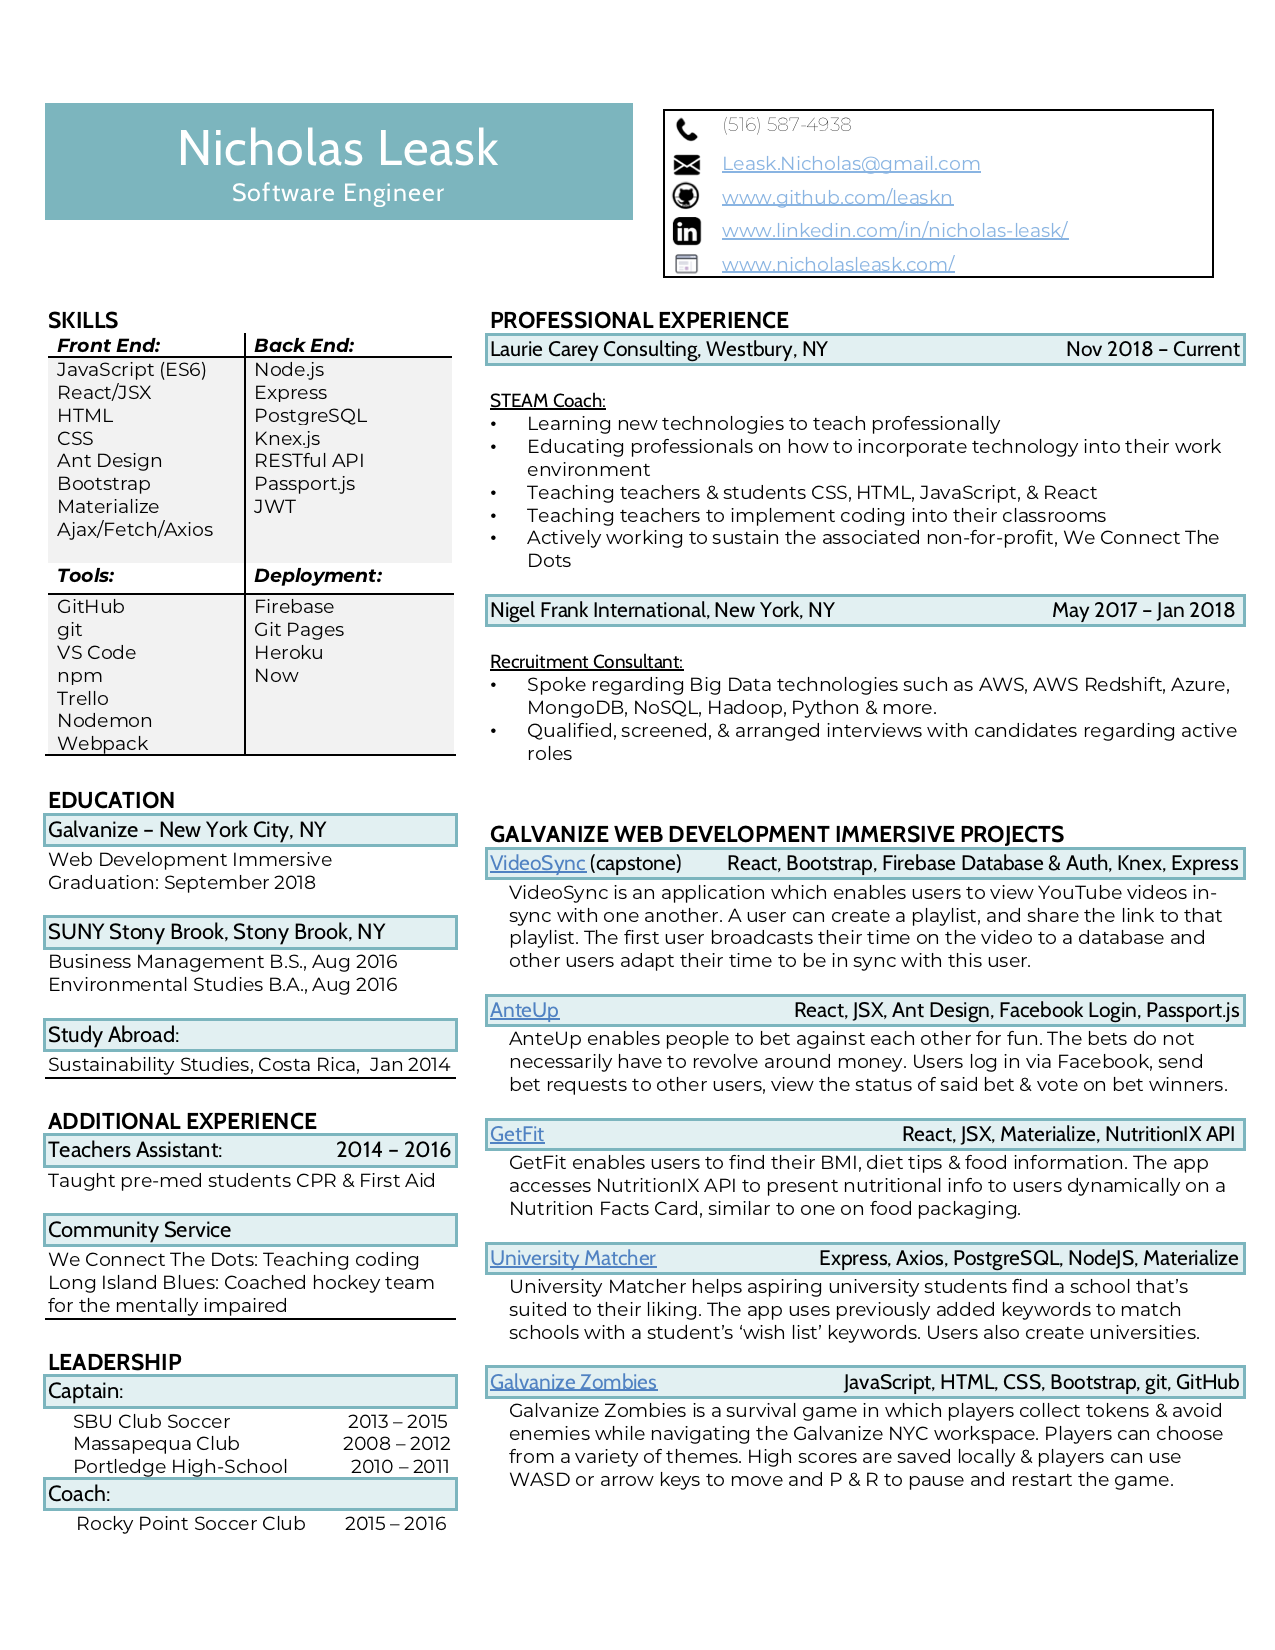 Nicholas Leask
Software Engineer
(516) 587-4938
Leask.Nicholas@gmail.com
www.github.com/leaskn
www.linkedin.com/in/nicholas-leask/
www.nicholasleask.com/
SKILLS
Front End: Back End:
JavaScript (ES6) Node.js
React/JSX Express
HTML PostgreSQL
CSS Knex.js
Ant Design RESTful API
Bootstrap Passport.js
Materialize JWT
Ajax/Fetch/Axios
Tools: Deployment:
GitHub Firebase
git Git Pages
VS Code Heroku
npm Now
Trello
Nodemon
Webpack
EDUCATION
Galvanize – New York City, NY
Web Development Immersive
Graduation: September 2018
SUNY Stony Brook, Stony Brook, NY
Business Management B.S., Aug 2016
Environmental Studies B.A., Aug 2016
Study Abroad:
Sustainability Studies, Costa Rica, Jan 2014
ADDITIONAL EXPERIENCE
Teachers Assistant: 2014 – 2016
Taught pre-med students CPR & First Aid
Community Service
We Connect The Dots: Teaching coding
Long Island Blues: Coached hockey team
for the mentally impaired
LEADERSHIP
Captain:
SBU Club Soccer 2013 – 2015
Massapequa Club 2008 – 2012
Portledge High-School 2010 – 2011
Coach:
Rocky Point Soccer Club 2015 – 2016
PROFESSIONAL EXPERIENCE
Laurie Carey Consulting, Westbury, NY Nov 2018 – Current
STEAM Coach:
• Learning new technologies to teach professionally
• Educating professionals on how to incorporate technology into their work
environment
• Teaching teachers & students CSS, HTML, JavaScript, & React
• Teaching teachers to implement coding into their classrooms
• Actively working to sustain the associated non-for-profit, We Connect The
Dots
Nigel Frank International, New York, NY May 2017 – Jan 2018
Recruitment Consultant:
• Spoke regarding Big Data technologies such as AWS, AWS Redshift, Azure,
MongoDB, NoSQL, Hadoop, Python & more.
• Qualified, screened, & arranged interviews with candidates regarding active
roles
GALVANIZE WEB DEVELOPMENT IMMERSIVE PROJECTS
VideoSync (capstone) React, Bootstrap, Firebase Database & Auth, Knex, Express
VideoSync is an application which enables users to view YouTube videos in-
sync with one another. A user can create a playlist, and share the link to that
playlist. The first user broadcasts their time on the video to a database and
other users adapt their time to be in sync with this user.
AnteUp React, JSX, Ant Design, Facebook Login, Passport.js
AnteUp enables people to bet against each other for fun. The bets do not
necessarily have to revolve around money. Users log in via Facebook, send
bet requests to other users, view the status of said bet & vote on bet winners.
GetFit React, JSX, Materialize, NutritionIX API
GetFit enables users to find their BMI, diet tips & food information. The app
accesses NutritionIX API to present nutritional info to users dynamically on a
Nutrition Facts Card, similar to one on food packaging.
University Matcher Express, Axios, PostgreSQL, NodeJS, Materialize
University Matcher helps aspiring university students find a school that’s
suited to their liking. The app uses previously added keywords to match
schools with a student’s ‘wish list’ keywords. Users also create universities.
Galvanize Zombies JavaScript, HTML, CSS, Bootstrap, git, GitHub
Galvanize Zombies is a survival game in which players collect tokens & avoid
enemies while navigating the Galvanize NYC workspace. Players can choose
from a variety of themes. High scores are saved locally & players can use
WASD or arrow keys to move and P & R to pause and restart the game.